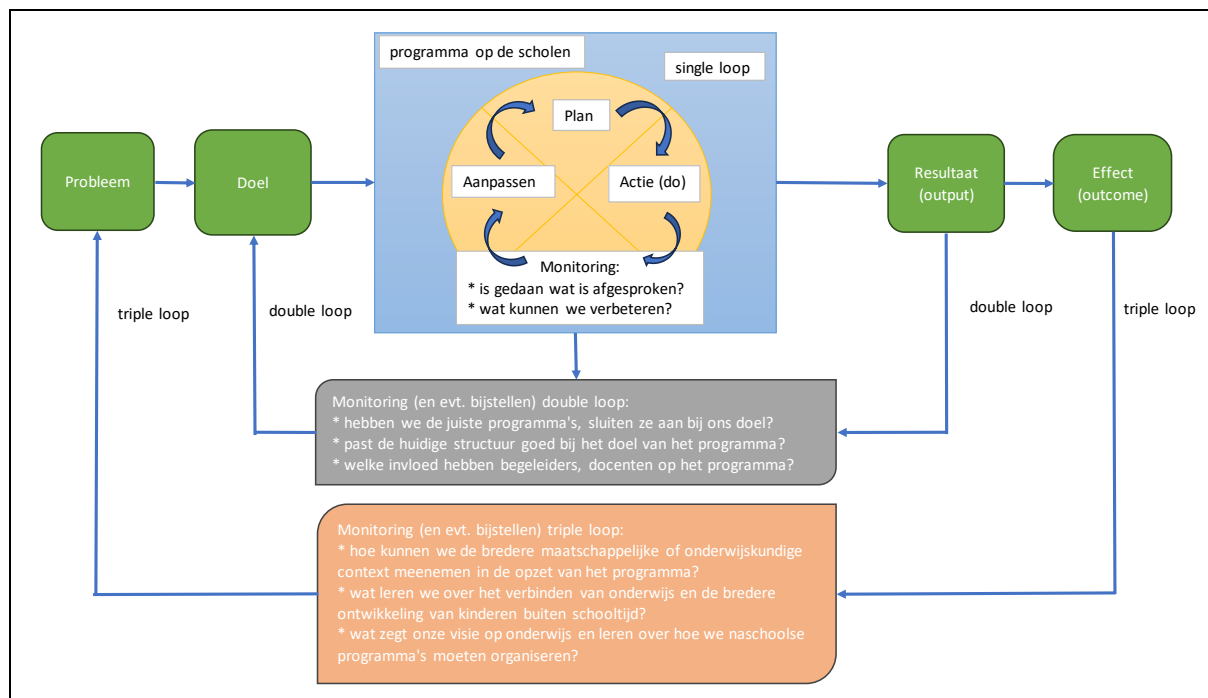 programma op de scholen
single loop
Plan
Probleem
Doel
Aanpassen
Actie (do)
Resultaat
(output)
Effect
(outcome)
Monitoring:
* is gedaan wat is afgesproken?
* wat kunnen we verbeteren?
triple loop
double loop
double loop
triple loop
Monitoring (en evt. bijstellen) double loop:
* hebben we de juiste programma's, sluiten ze aan bij ons doel?
* past de huidige structuur goed bij het doel van het programma?
* welke invloed hebben begeleiders, docenten op het programma?
Monitoring (en evt. bijstellen) triple loop:
* hoe kunnen we de bredere maatschappelijke of onderwijskundige
context meenemen in de opzet van het programma?
* wat leren we over het verbinden van onderwijs en de bredere
ontwikkeling van kinderen buiten schooltijd?
* wat zegt onze visie op onderwijs en leren over hoe we naschoolse
programma's moeten organiseren?